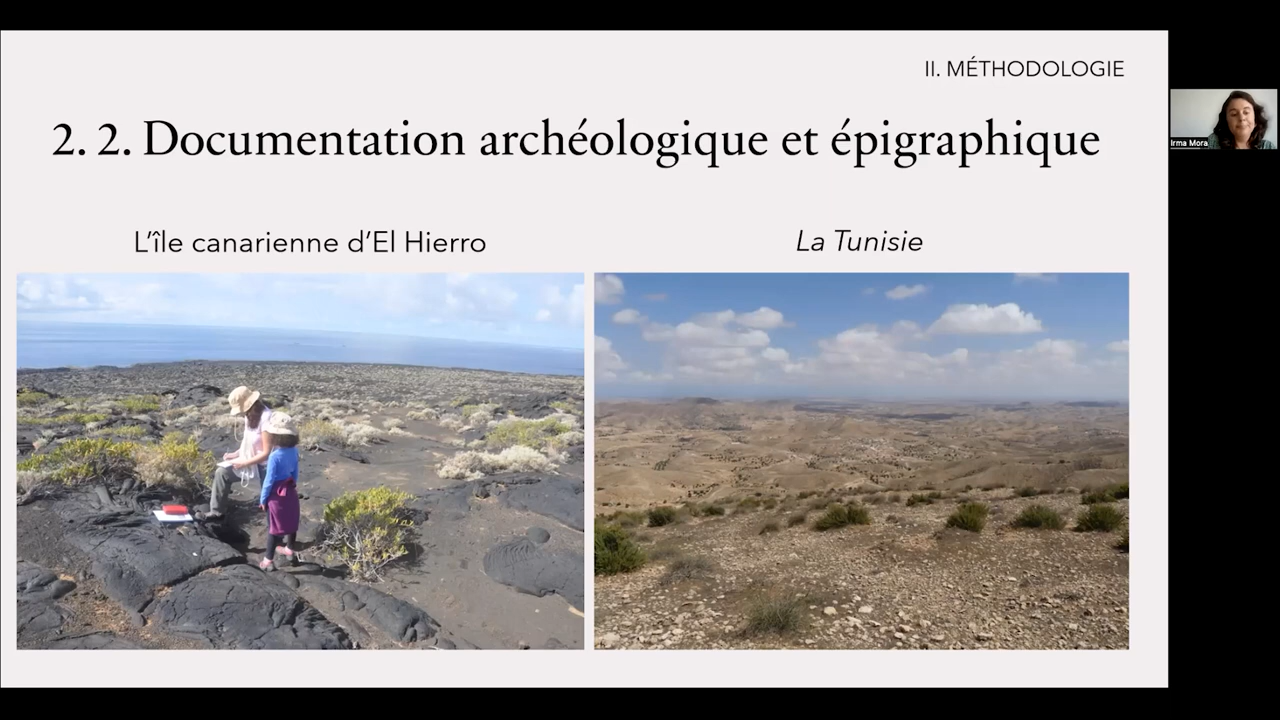 II. MÉTHODOLOGIE
2. 2. Documentation archéologique et épigraphique
L'île canarienne d'El Hierro
La Tunisie
Irma Mora